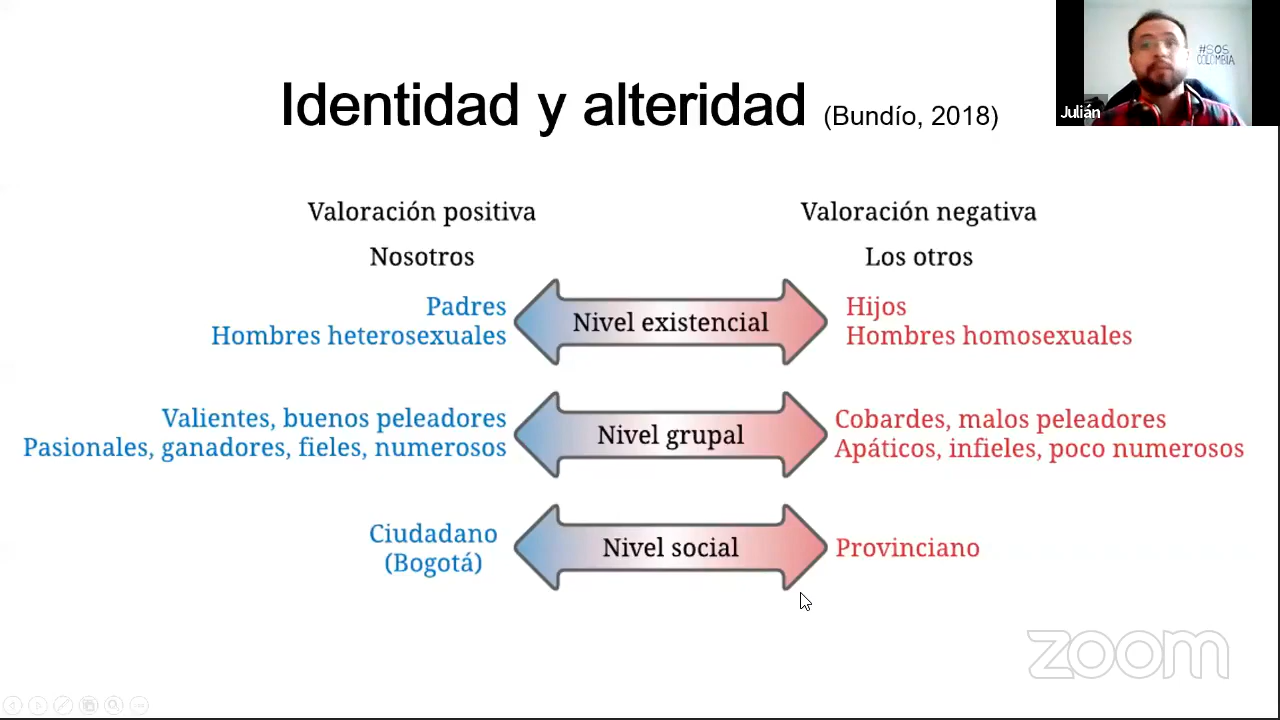 #SOS
COLOMBIA
Julián
Identidad y alteridad (Bundío, 2018)
Valoración positiva
Valoración negativa
Nosotros
Los otros
Padres
Hombres heterosexuales
Nivel existencial
Hijos
Hombres homosexuales
Valientes, buenos peleadores
Pasionales, ganadores, fieles, numerosos
Nivel grupal
Cobardes, malos peleadores
Apáticos, infieles, poco numerosos
Ciudadano
(Bogotá)
Nivel social
Provinciano
zoom